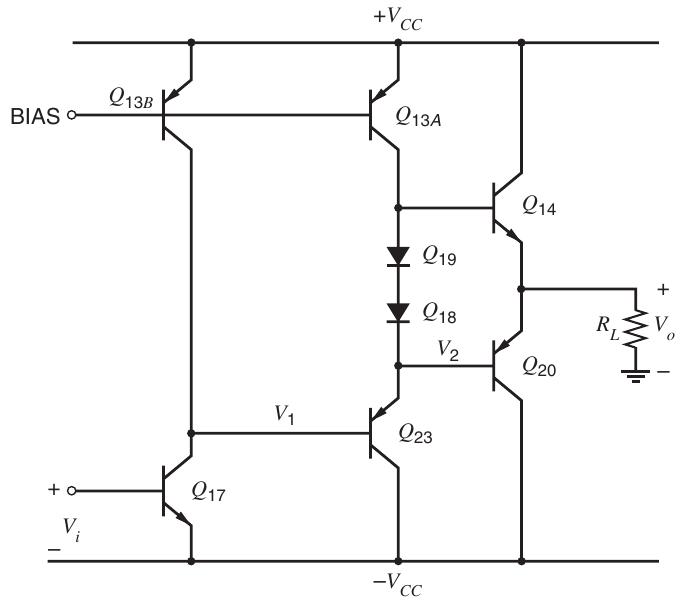 +V_CC
Q_13B
BIAS
Q_13A
Q_14
Q_19
Q_18
+
R_L
V_o
−
V_2
Q_20
V_1
Q_23
+
Q_17
V_i
−
−V_CC